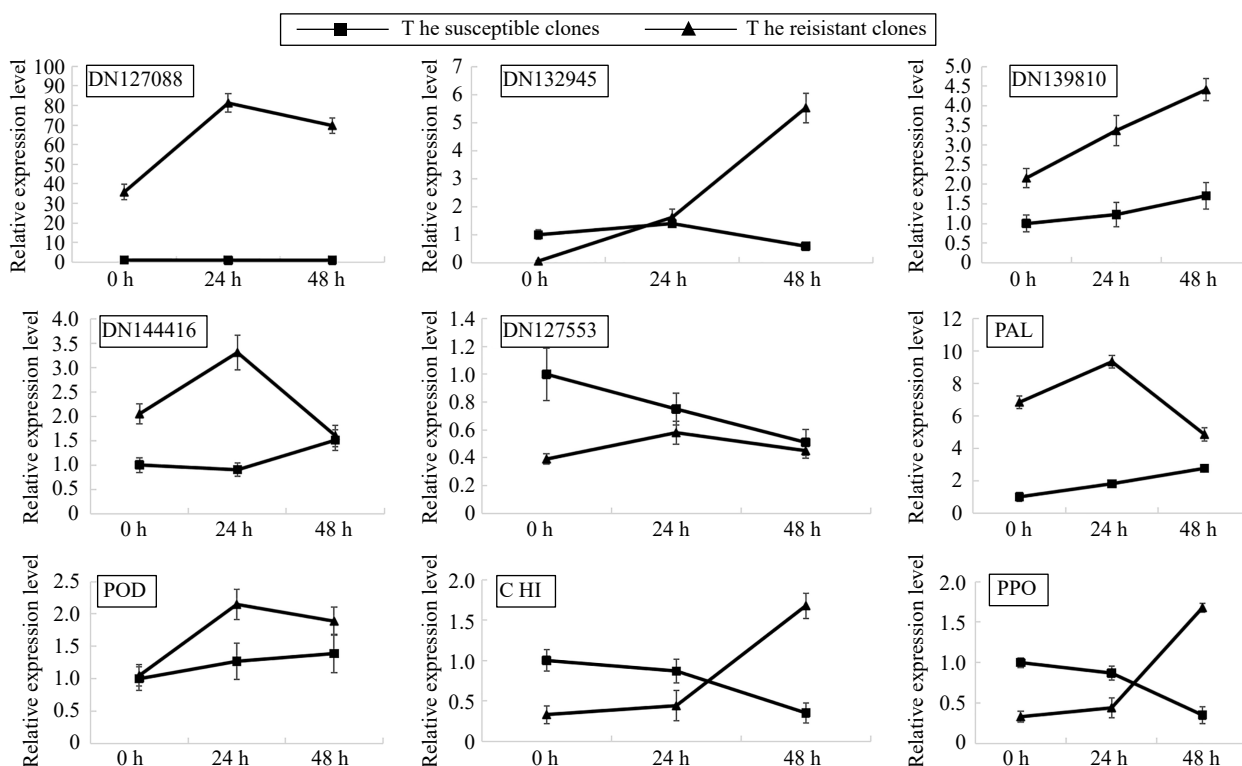 T he susceptible clones T he reisistant clones
DN127088
Relative expression level
100
90
80
70
60
50
40
30
20
10
0
0 h 24 h 48 h
DN132945
Relative expression level
7
6
5
4
3
2
1
0
0 h 24 h 48 h
DN139810
Relative expression level
5.0
4.5
4.0
3.5
3.0
2.5
2.0
1.5
1.0
0.5
0
0 h 24 h 48 h
DN144416
Relative expression level
4.0
3.5
3.0
2.5
2.0
1.5
1.0
0.5
0
0 h 24 h 48 h
DN127553
Relative expression level
1.4
1.2
1.0
0.8
0.6
0.4
0.2
0
0 h 24 h 48 h
PAL
Relative expression level
12
10
8
6
4
2
0
0 h 24 h 48 h
POD
Relative expression level
2.5
2.0
1.5
1.0
0.5
0
0 h 24 h 48 h
C HI
Relative expression level
2.0
1.5
1.0
0.5
0
0 h 24 h 48 h
PPO
Relative expression level
2.0
1.5
1.0
0.5
0
0 h 24 h 48 h